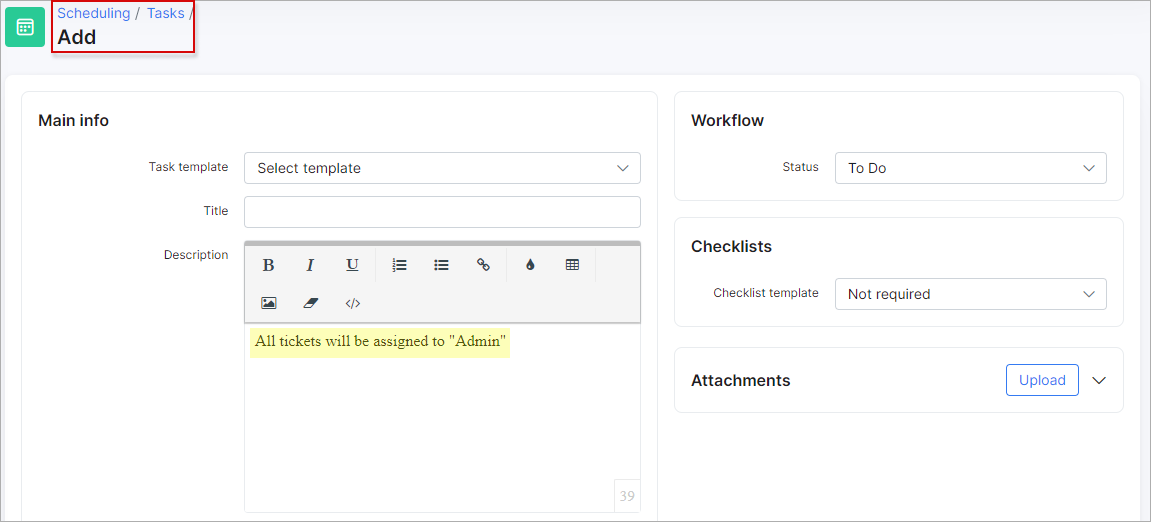 Scheduling / Tasks /
Add
Main info
Task template Select template
Title
Description
B I U
All tickets will be assigned to "Admin"
39
Workflow
Status To Do
Checklists
Checklist template Not required
Attachments Upload